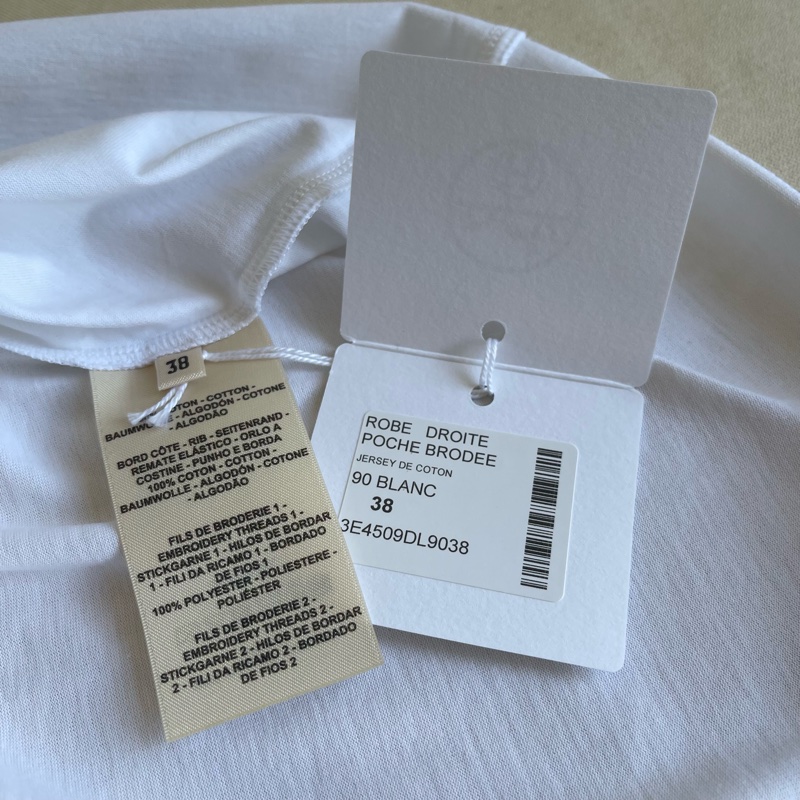 38
COTON - COTTON -
BAUMWOLLE - ALGODÓN - COTONE
- ALGODÃO
BORD CÔTE - RIB - SEITENRAND -
REMATE ELÁSTICO - ORLO A
COSTINE - PUNHO E BORDA
100% COTON - COTTON -
BAUMWOLLE - ALGODÓN - COTONE
- ALGODÃO
FILS DE BRODERIE 1 -
EMBROIDERY THREADS 1 -
STICKGARNE 1 - HILOS DE BORDAR
1 - FILI DA RICAMO 1 - BORDADO
DE FIOS 1
100% POLYESTER - POLIESTERE -
POLIÉSTER
FILS DE BRODERIE 2 -
EMBROIDERY THREADS 2 -
STICKGARNE 2 - HILOS DE BORDAR
2 - FILI DA RICAMO 2 - BORDADO
DE FIOS 2
ROBE DROITE
POCHE BRODEE
JERSEY DE COTON
90 BLANC
38
3E4509DL9038